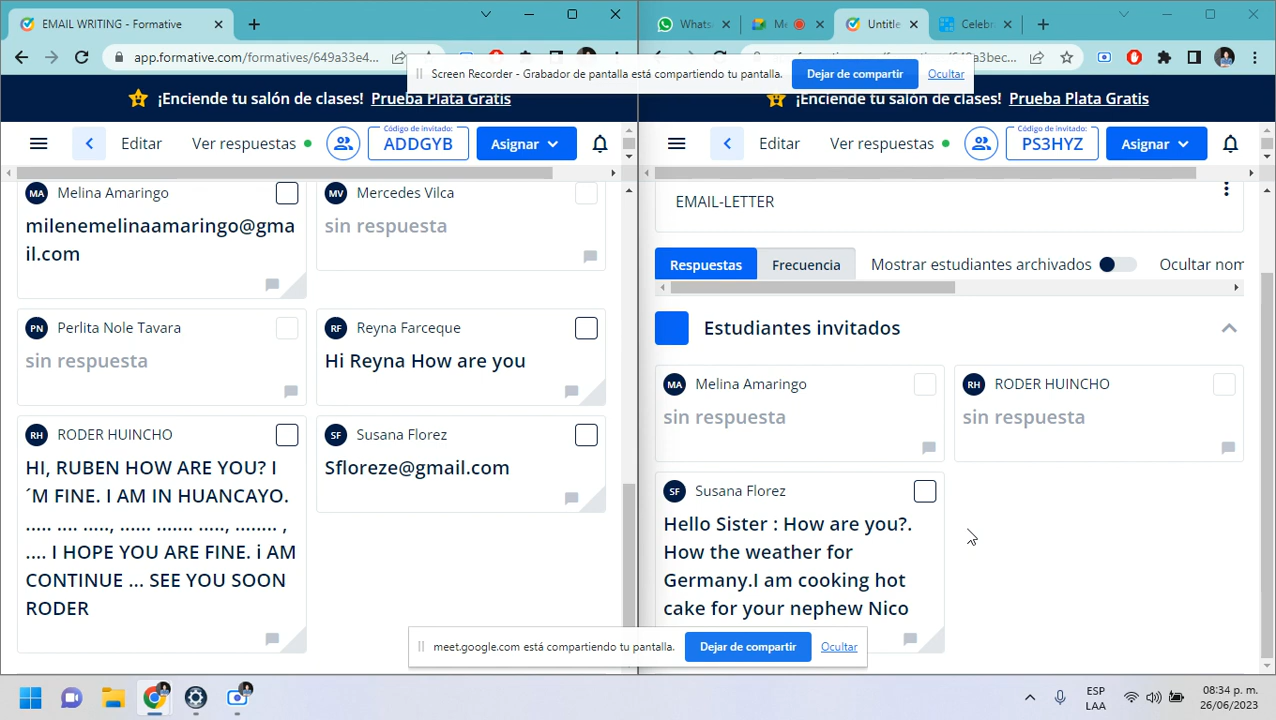 EMAIL WRITING - Formative
Whats
Me
Untitle
Celebr
app.formative.com/formatives/649a33e4...
a3bec...
Screen Recorder - Grabador de pantalla está compartiendo tu pantalla.
Dejar de compartir
Ocultar
¡Enciende tu salón de clases! Prueba Plata Gratis
¡Enciende tu salón de clases! Prueba Plata Gratis
Editar
Ver respuestas
Código de invitado:
ADDGYB
Asignar
Editar
Ver respuestas
Código de invitado:
PS3HYZ
Asignar
MA Melina Amaringo
milenemelinaamaringo@gma
il.com
MV Mercedes Vilca
sin respuesta
PN Perlita Nole Tavara
sin respuesta
RF Reyna Farceque
Hi Reyna How are you
RH RODER HUINCHO
HI, RUBEN HOW ARE YOU? I
´M FINE. I AM IN HUANCAYO.
..... .... ....., ...... ....... ....., ........ ,
.... I HOPE YOU ARE FINE. i AM
CONTINUE ... SEE YOU SOON
RODER
SF Susana Florez
Sfloreze@gmail.com
EMAIL-LETTER
Respuestas
Frecuencia
Mostrar estudiantes archivados
Ocultar nom
Estudiantes invitados
MA Melina Amaringo
sin respuesta
RH RODER HUINCHO
sin respuesta
SF Susana Florez
Hello Sister : How are you?.
How the weather for
Germany.I am cooking hot
cake for your nephew Nico
meet.google.com está compartiendo tu pantalla.
Dejar de compartir
Ocultar
ESP
LAA
08:34 p. m.
26/06/2023